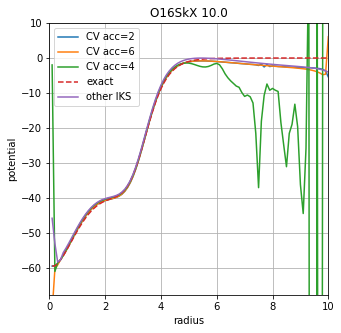 O16SkX 10.0
CV acc=2
CV acc=6
CV acc=4
exact
other IKS
10
0
−10
−20
−30
−40
−50
−60
potential
0
2
4
6
8
10
radius